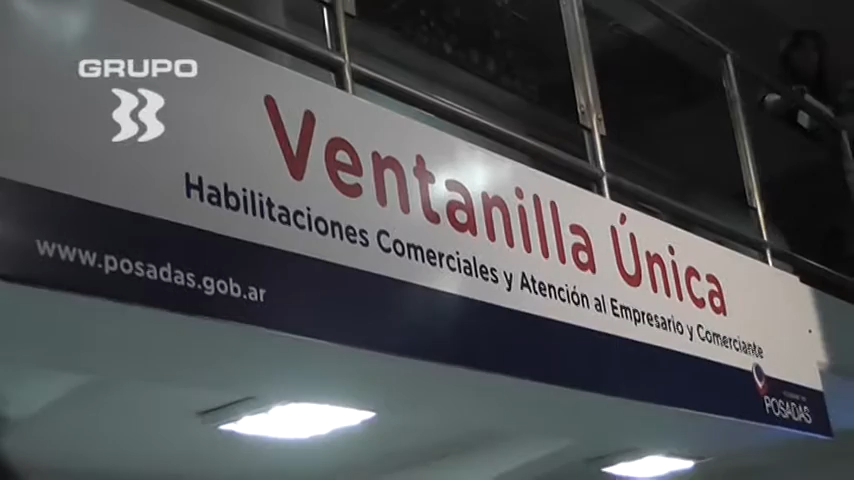 GRUPO
Ventanilla Única
Habilitaciones Comerciales y Atención al Empresario y Comerciante
www.posadas.gob.ar
POSADAS